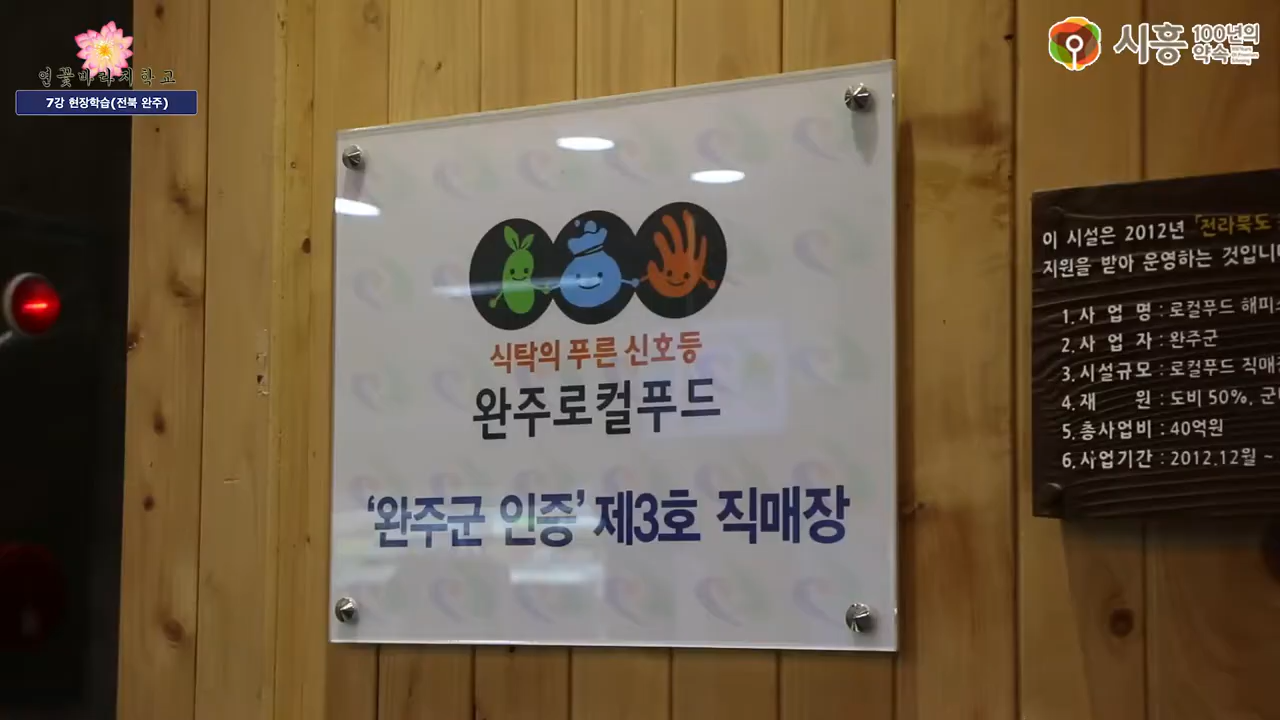 연꽃바라지학교
7강 현장학습(전북 완주)
시흥 100년의 약속
식탁의 푸른 신호등
완주로컬푸드
‘완주군 인증’ 제3호 직매장
이 시설은 2012년 「전라북도
지원을 받아 운영하는 것입니
1. 사 업 명 : 로컬푸드 해피
2. 사 업 자 : 완주군
3. 시설규모 : 로컬푸드 직매
4. 재 원 : 도비 50%, 군
5. 총사업비 : 40억원
6. 사업기간 : 2012.12월 ~